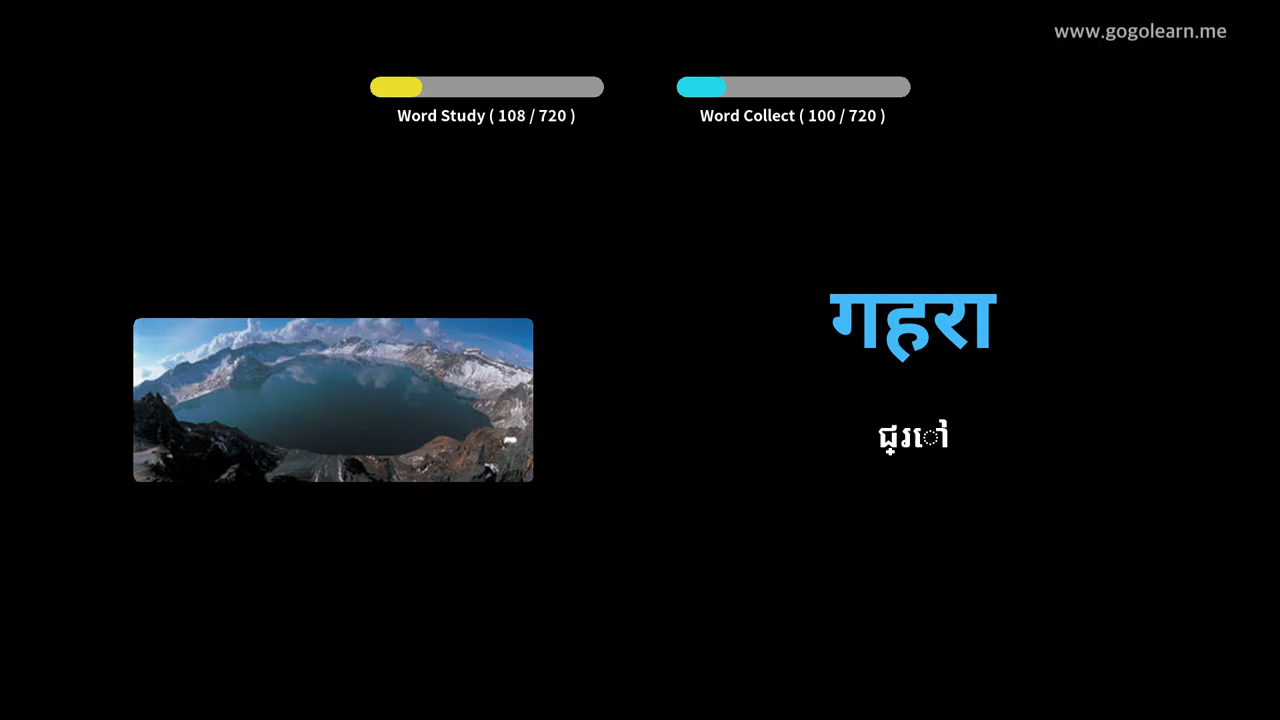 www.gogolearn.me
Word Study ( 108 / 720 )
Word Collect ( 100 / 720 )
गहरा
ជ្រៅ